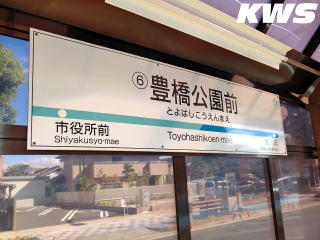 KWS
⑥豊橋公園前
とよはしこうえんまえ
市役所前
Shiyakusyo-mae
Toyohashikoen-mae